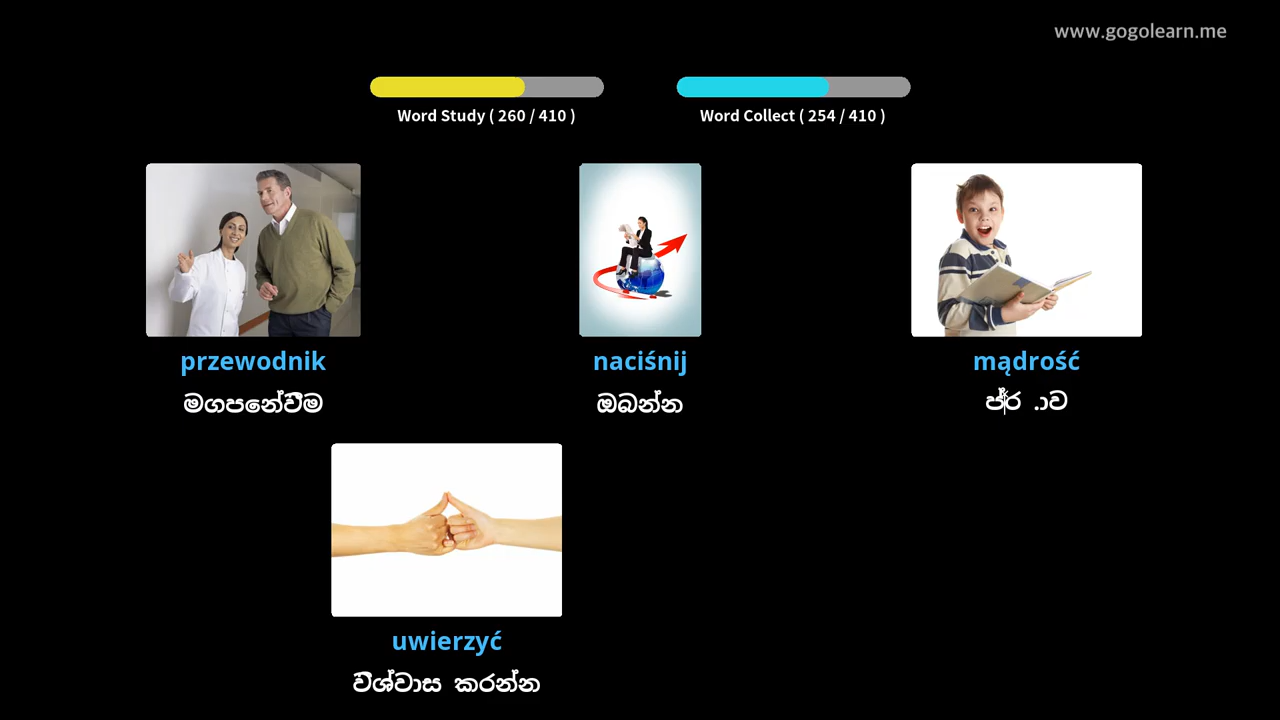 www.gogolearn.me
Word Study ( 260 / 410 )
Word Collect ( 254 / 410 )
przewodnik
මගපෙන්වීම
naciśnij
ඔබන්න
mądrość
uwierzyć
විශ්වාස කරන්න